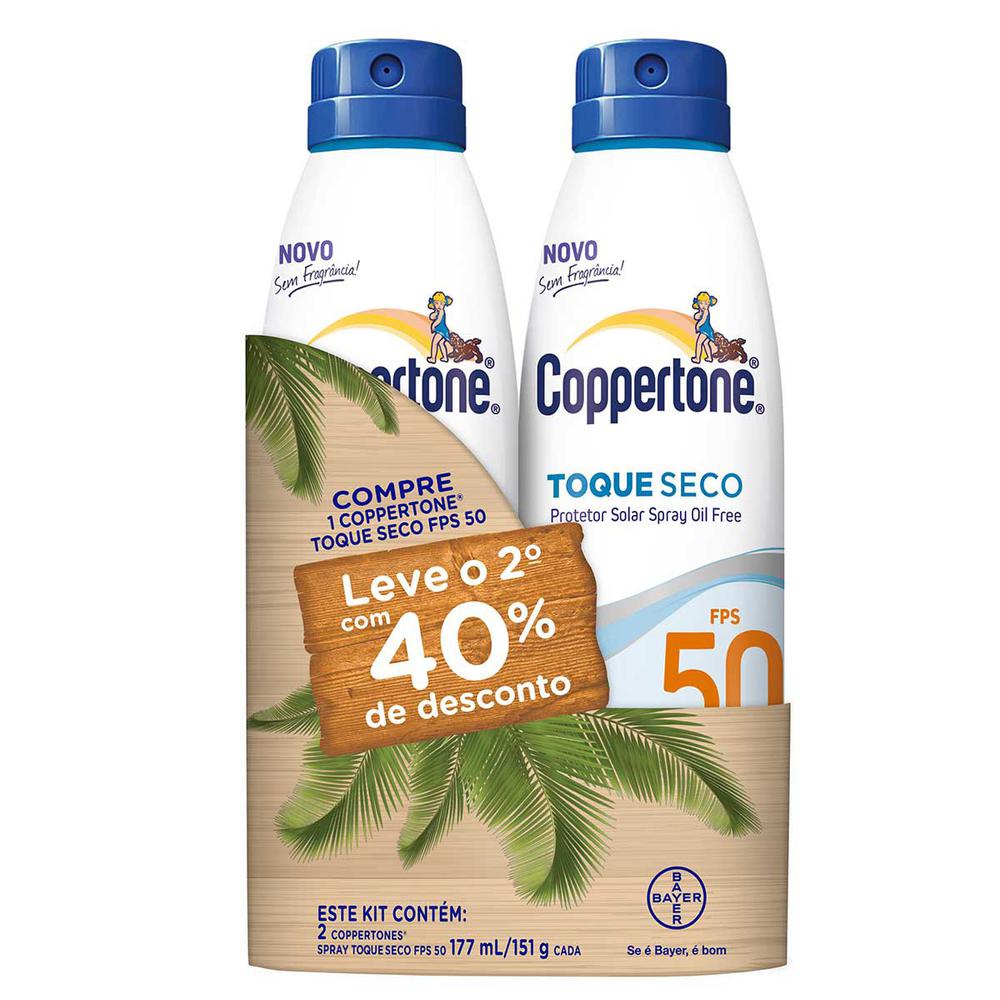 NOVO
Sem Fragrância!
Coppertone®
NOVO
Sem Fragrância!
Coppertone®
TOQUE SECO
Protetor Solar Spray Oil Free
FPS
50
COMPRE
1 COPPERTONE®
TOQUE SECO FPS 50
Leve o 2º
com 40%
de desconto
ESTE KIT CONTÉM:
2 COPPERTONES®
SPRAY TOQUE SECO FPS 50 177 mL/151 g CADA
BAYER
BAYER
Se é Bayer, é bom